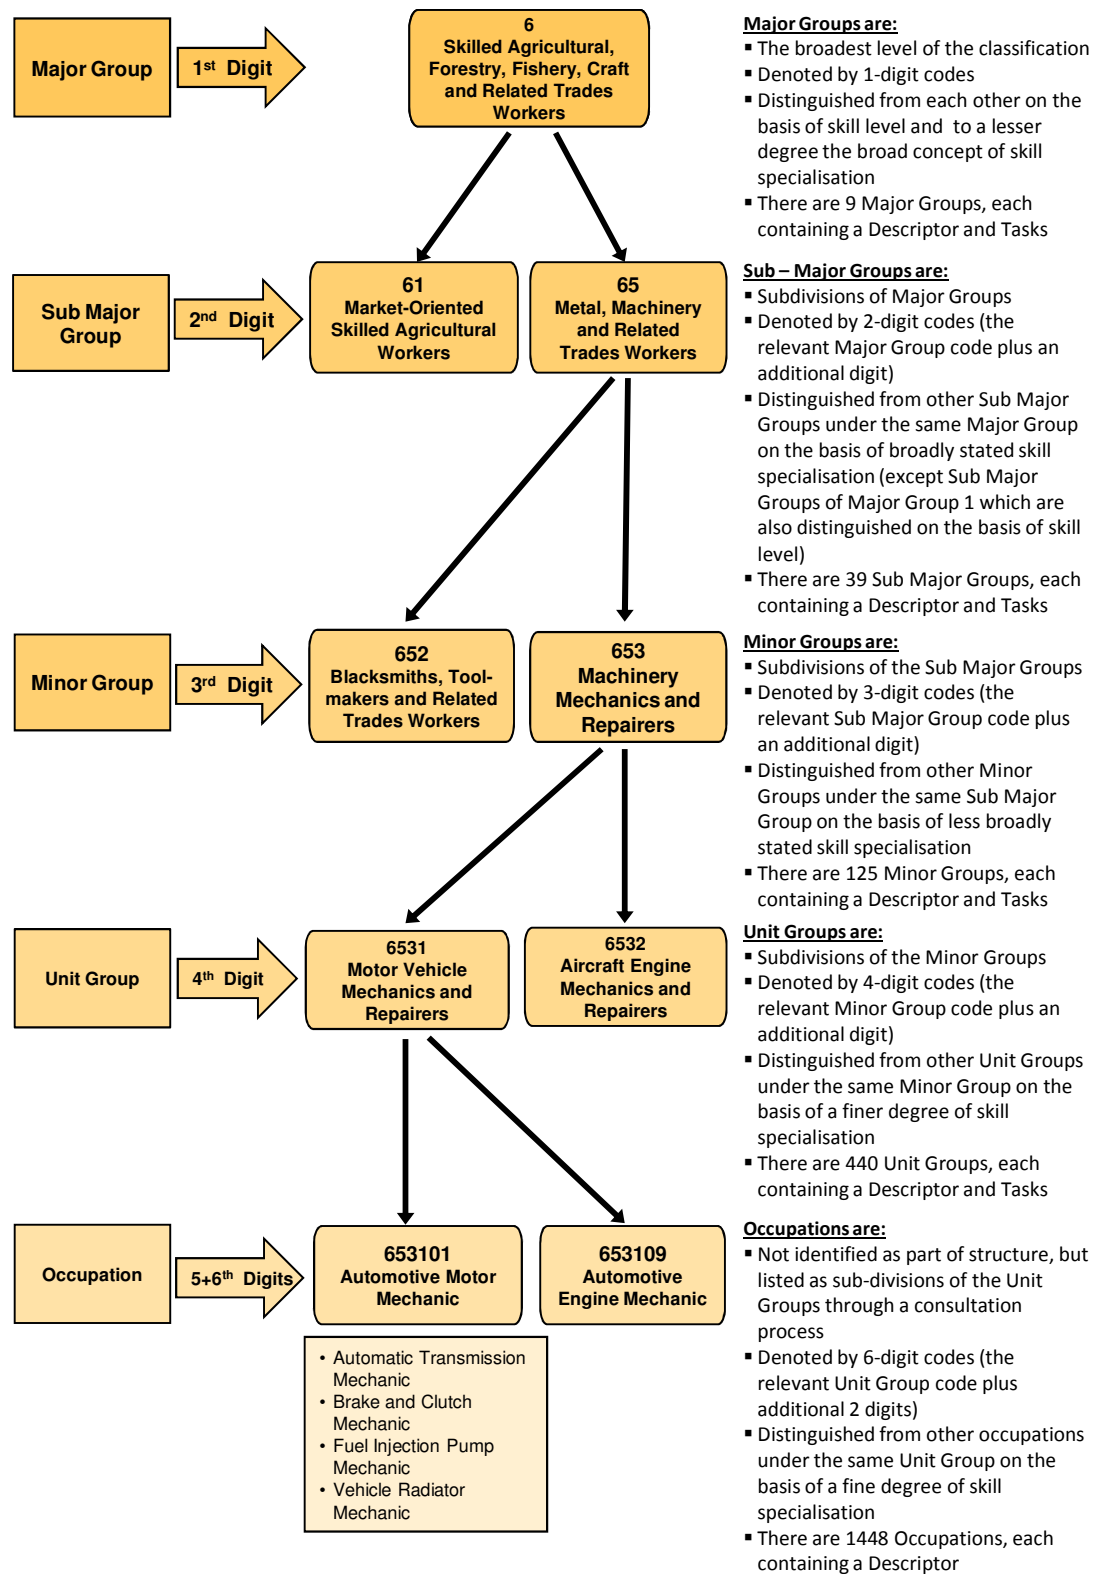 Major Group
1st Digit
6
Skilled Agricultural,
Forestry, Fishery, Craft
and Related Trades
Workers
Major Groups are:
▪ The broadest level of the classification
▪ Denoted by 1-digit codes
▪ Distinguished from each other on the
basis of skill level and to a lesser
degree the broad concept of skill
specialisation
▪ There are 9 Major Groups, each
containing a Descriptor and Tasks
Sub Major
Group
2nd Digit
61
Market-Oriented
Skilled Agricultural
Workers
65
Metal, Machinery
and Related
Trades Workers
Sub – Major Groups are:
▪ Subdivisions of Major Groups
▪ Denoted by 2-digit codes (the
relevant Major Group code plus an
additional digit)
▪ Distinguished from other Sub Major
Groups under the same Major Group
on the basis of broadly stated skill
specialisation (except Sub Major
Groups of Major Group 1 which are
also distinguished on the basis of skill
level)
▪ There are 39 Sub Major Groups, each
containing a Descriptor and Tasks
Minor Group
3rd Digit
652
Blacksmiths, Tool-
makers and Related
Trades Workers
653
Machinery
Mechanics and
Repairers
Minor Groups are:
▪ Subdivisions of the Sub Major Groups
▪ Denoted by 3-digit codes (the
relevant Sub Major Group code plus
an additional digit)
▪ Distinguished from other Minor
Groups under the same Sub Major
Group on the basis of less broadly
stated skill specialisation
▪ There are 125 Minor Groups, each
containing a Descriptor and Tasks
Unit Group
4th Digit
6531
Motor Vehicle
Mechanics and
Repairers
6532
Aircraft Engine
Mechanics and
Repairers
Unit Groups are:
▪ Subdivisions of the Minor Groups
▪ Denoted by 4-digit codes (the
relevant Minor Group code plus an
additional digit)
▪ Distinguished from other Unit Groups
under the same Minor Group on the
basis of a finer degree of skill
specialisation
▪ There are 440 Unit Groups, each
containing a Descriptor and Tasks
Occupation
5+6th Digits
653101
Automotive Motor
Mechanic
653109
Automotive
Engine Mechanic
• Automatic Transmission
Mechanic
• Brake and Clutch
Mechanic
• Fuel Injection Pump
Mechanic
• Vehicle Radiator
Mechanic
Occupations are:
▪ Not identified as part of structure, but
listed as sub-divisions of the Unit
Groups through a consultation
process
▪ Denoted by 6-digit codes (the
relevant Unit Group code plus
additional 2 digits)
▪ Distinguished from other occupations
under the same Unit Group on the
basis of a fine degree of skill
specialisation
▪ There are 1448 Occupations, each
containing a Descriptor